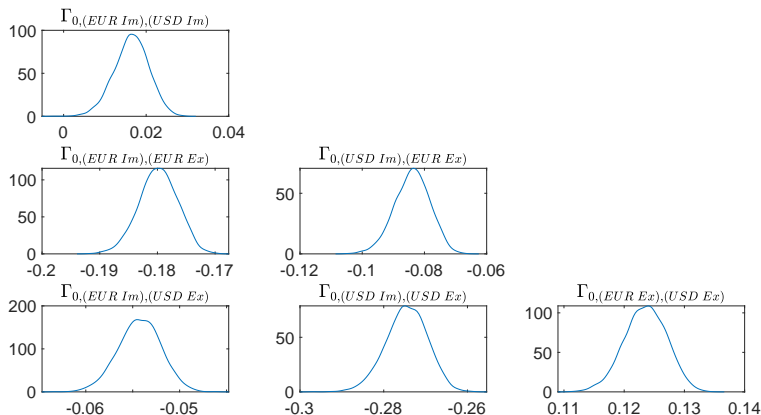 Γ0,(EUR Im),(USD Im)
100
50
0
0 0.02 0.04
Γ0,(EUR Im),(EUR Ex) Γ0,(USD Im),(EUR Ex)
100
50 50
0 0
-0.2 -0.19 -0.18 -0.17 -0.12 -0.1 -0.08 -0.06
Γ0,(EUR Im),(USD Ex) Γ0,(USD Im),(USD Ex) Γ0,(EUR Ex),(USD Ex)
200 100
100 50 50
0 0 0
-0.06 -0.05 -0.3 -0.28 -0.26 0.11 0.12 0.13 0.14